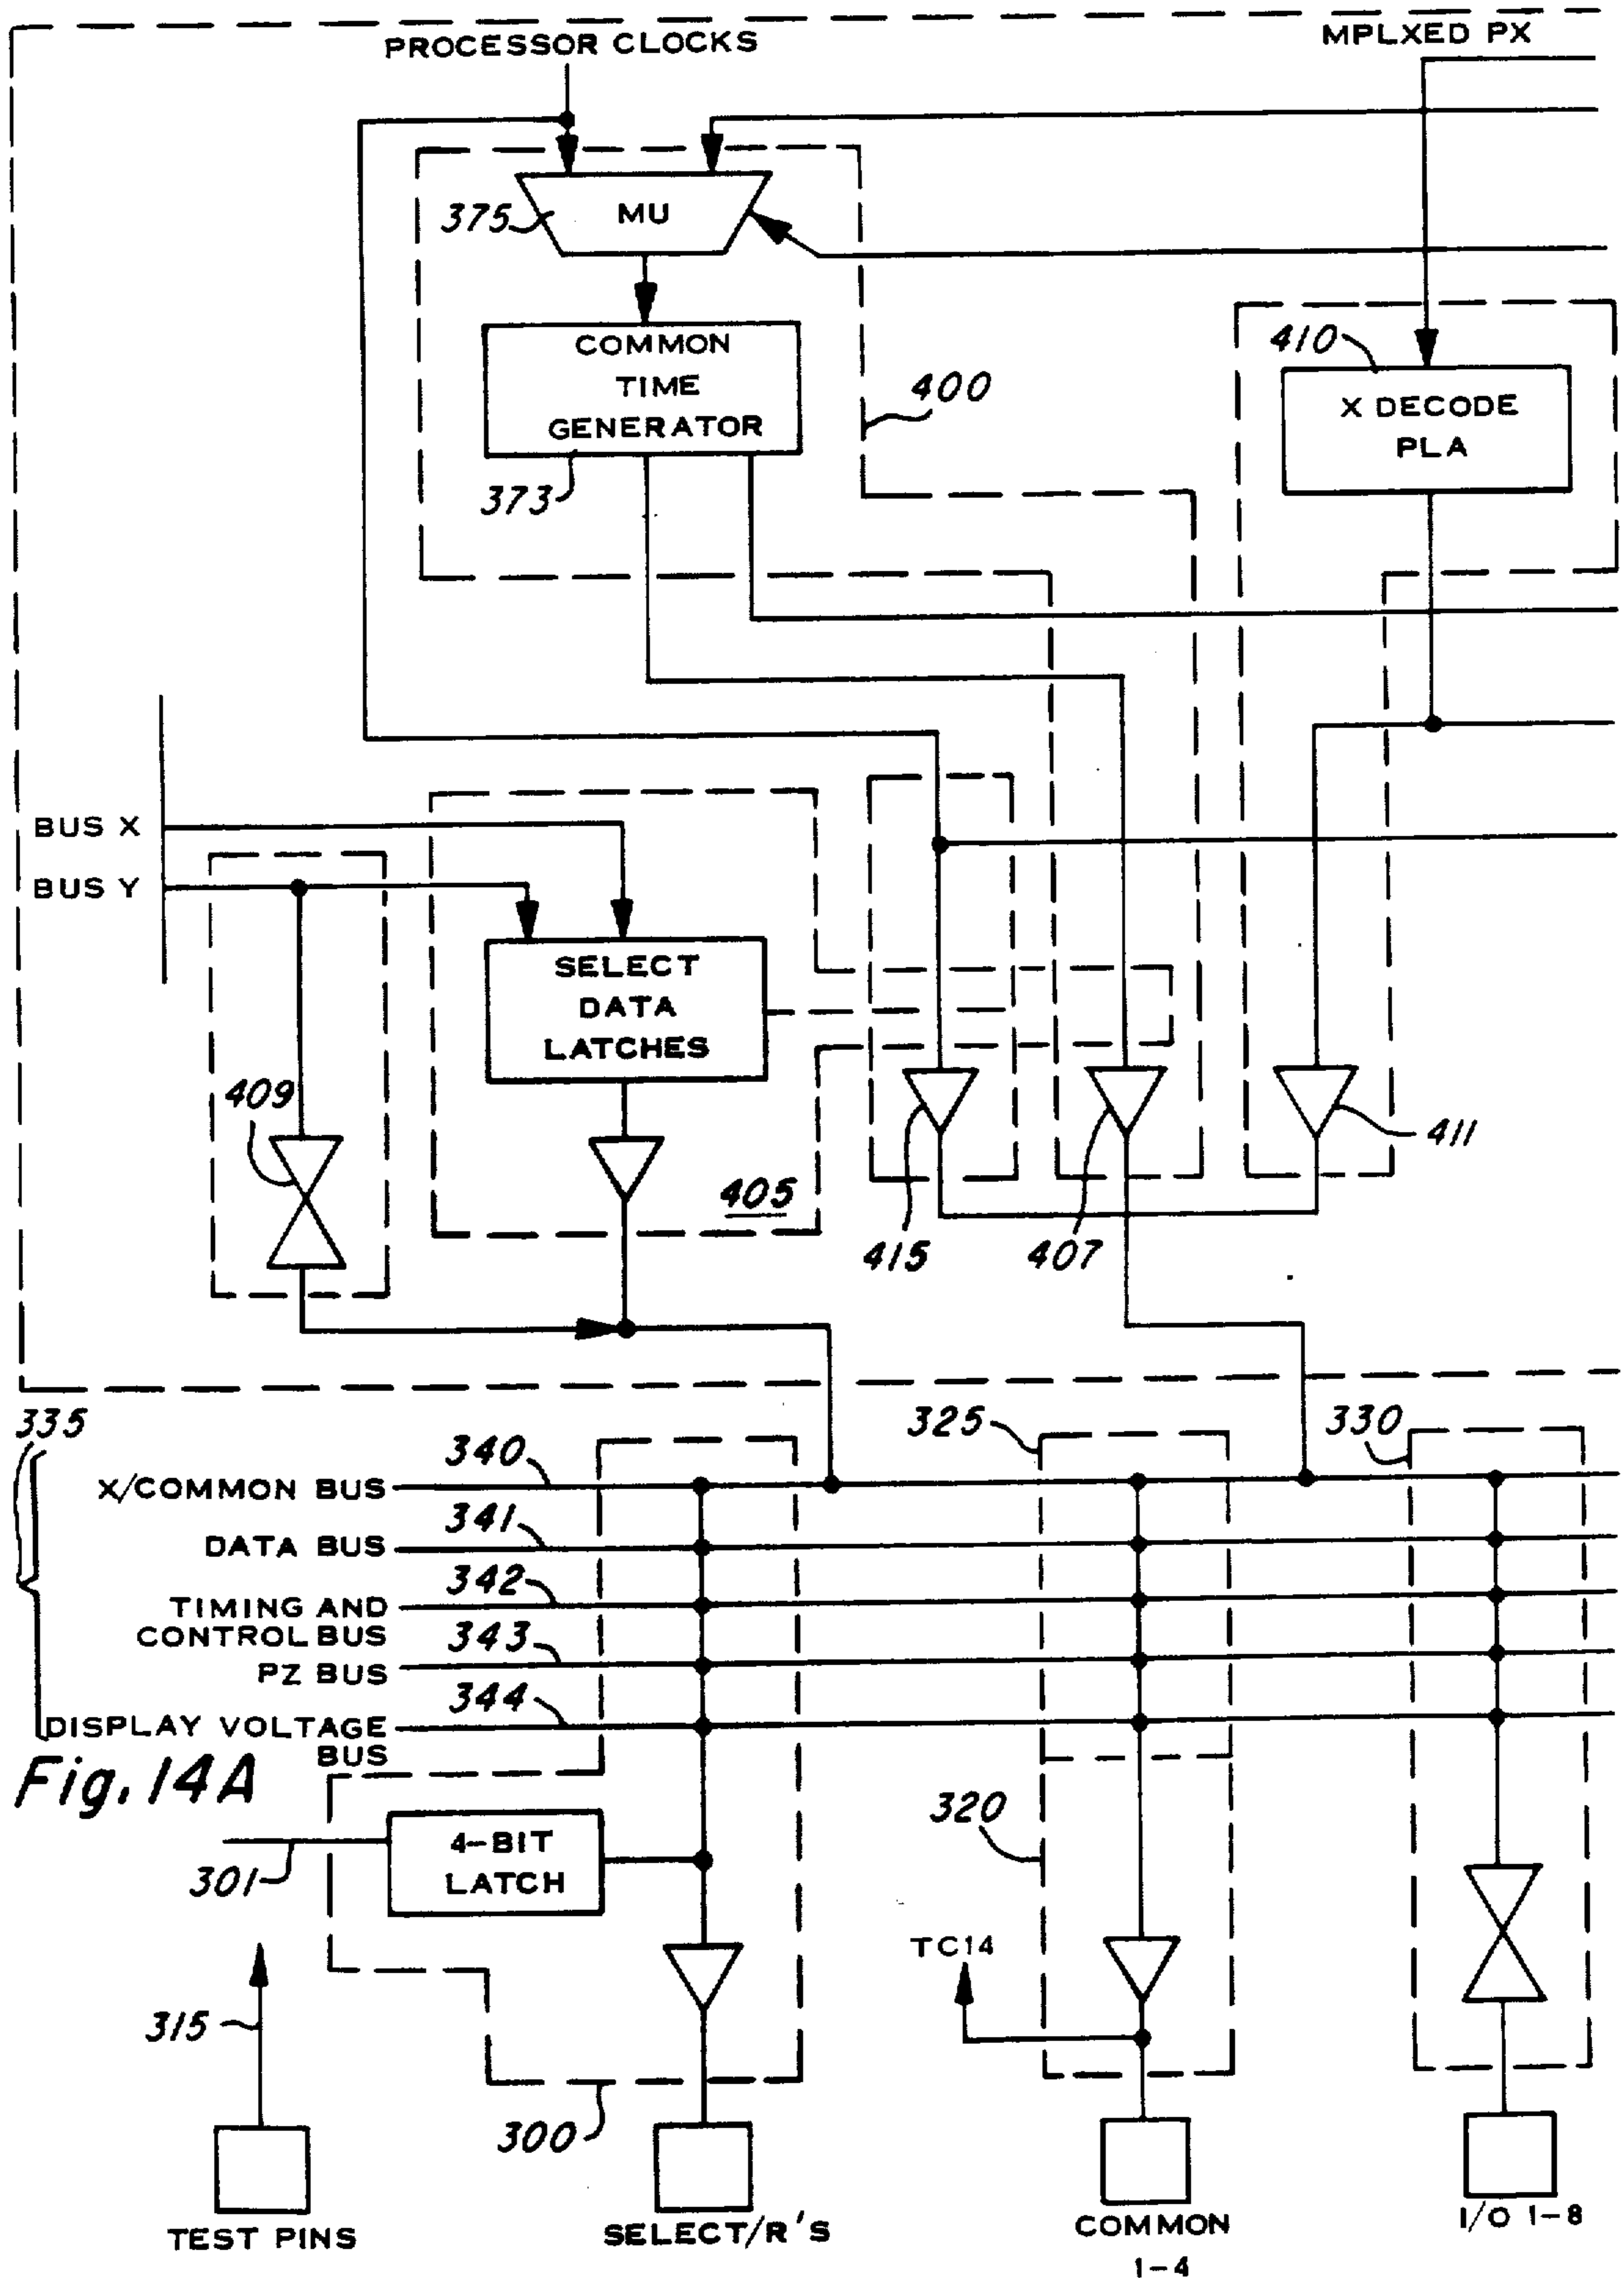 PROCESSOR CLOCKS
MPLXED PX
375
MU
COMMON
TIME
GENERATOR
373
400
410
X DECODE
PLA
BUS X
BUS Y
SELECT
DATA
LATCHES
409
405
415
407
411
335
325
330
X/COMMON BUS
340
DATA BUS
341
TIMING AND
CONTROL BUS
342
PZ BUS
343
DISPLAY VOLTAGE
BUS
344
Fig. 14A
4-BIT
LATCH
301
320
TC14
315
300
TEST PINS
SELECT/R'S
COMMON
1-4
I/O 1-8